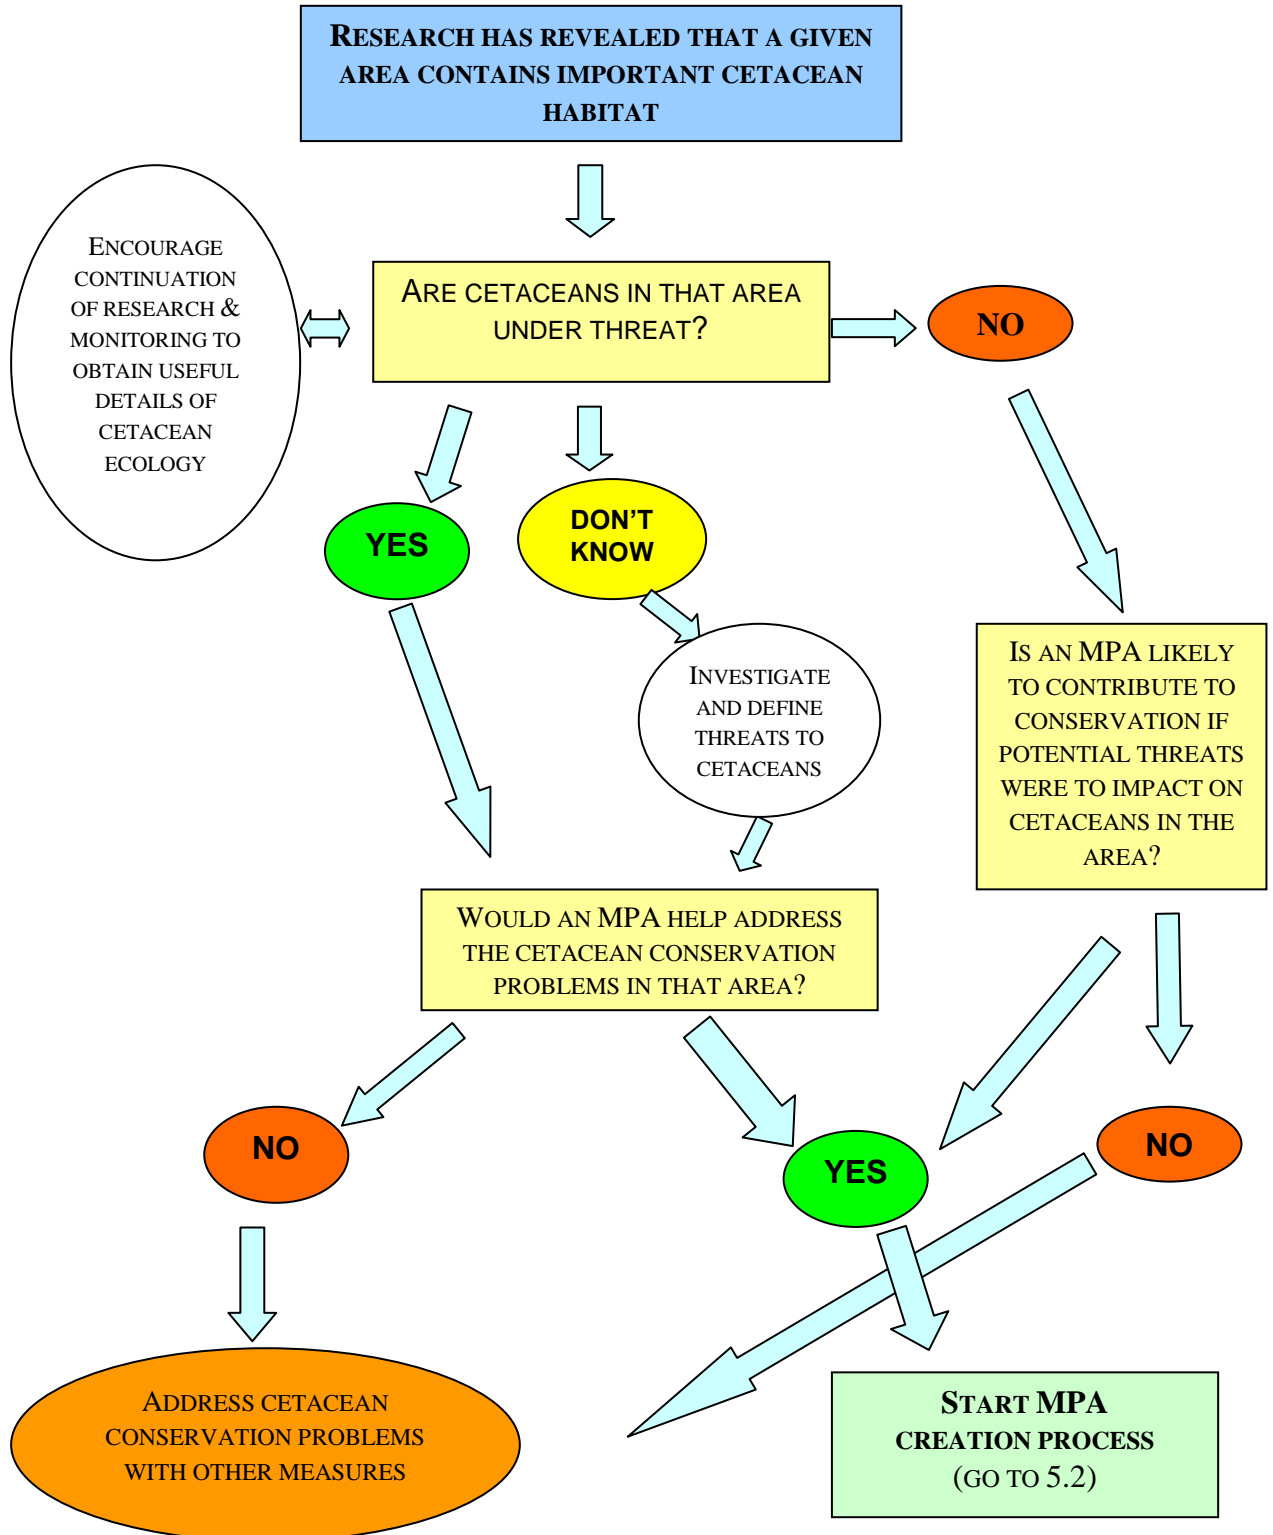 RESEARCH HAS REVEALED THAT A GIVEN
AREA CONTAINS IMPORTANT CETACEAN
HABITAT
ENCOURAGE
CONTINUATION
OF RESEARCH &
MONITORING TO
OBTAIN USEFUL
DETAILS OF
CETACEAN
ECOLOGY
ARE CETACEANS IN THAT AREA
UNDER THREAT?
NO
YES
DON'T
KNOW
INVESTIGATE
AND DEFINE
THREATS TO
CETACEANS
IS AN MPA LIKELY
TO CONTRIBUTE TO
CONSERVATION IF
POTENTIAL THREATS
WERE TO IMPACT ON
CETACEANS IN THE
AREA?
WOULD AN MPA HELP ADDRESS
THE CETACEAN CONSERVATION
PROBLEMS IN THAT AREA?
NO
YES
NO
ADDRESS CETACEAN
CONSERVATION PROBLEMS
WITH OTHER MEASURES
START MPA
CREATION PROCESS
(GO TO 5.2)